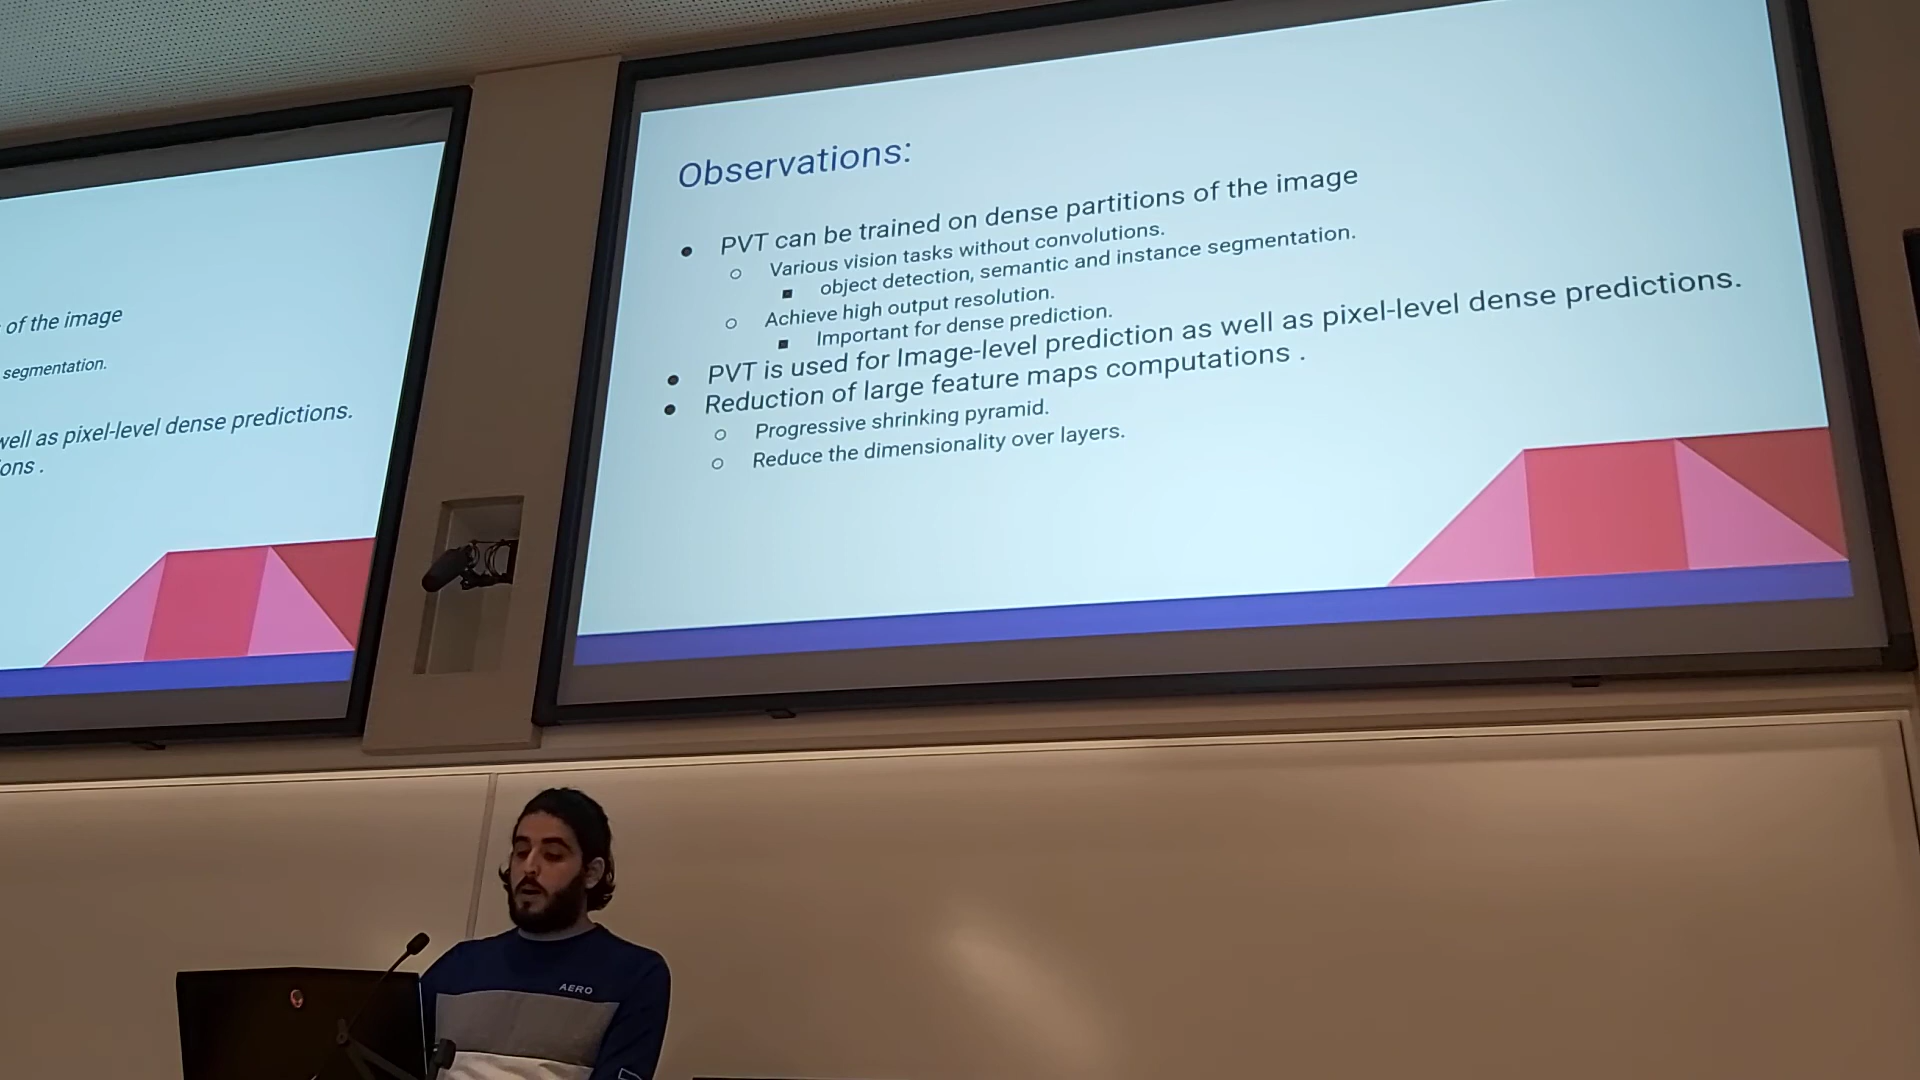 Observations:
PVT can be trained on dense partitions of the image
Various vision tasks without convolutions.
object detection, semantic and instance segmentation.
Achieve high output resolution.
Important for dense prediction.
PVT is used for Image-level prediction as well as pixel-level dense predictions.
Reduction of large feature maps computations .
Progressive shrinking pyramid.
Reduce the dimensionality over layers.
of the image
segmentation.
well as pixel-level dense predictions.
ons .
AERO